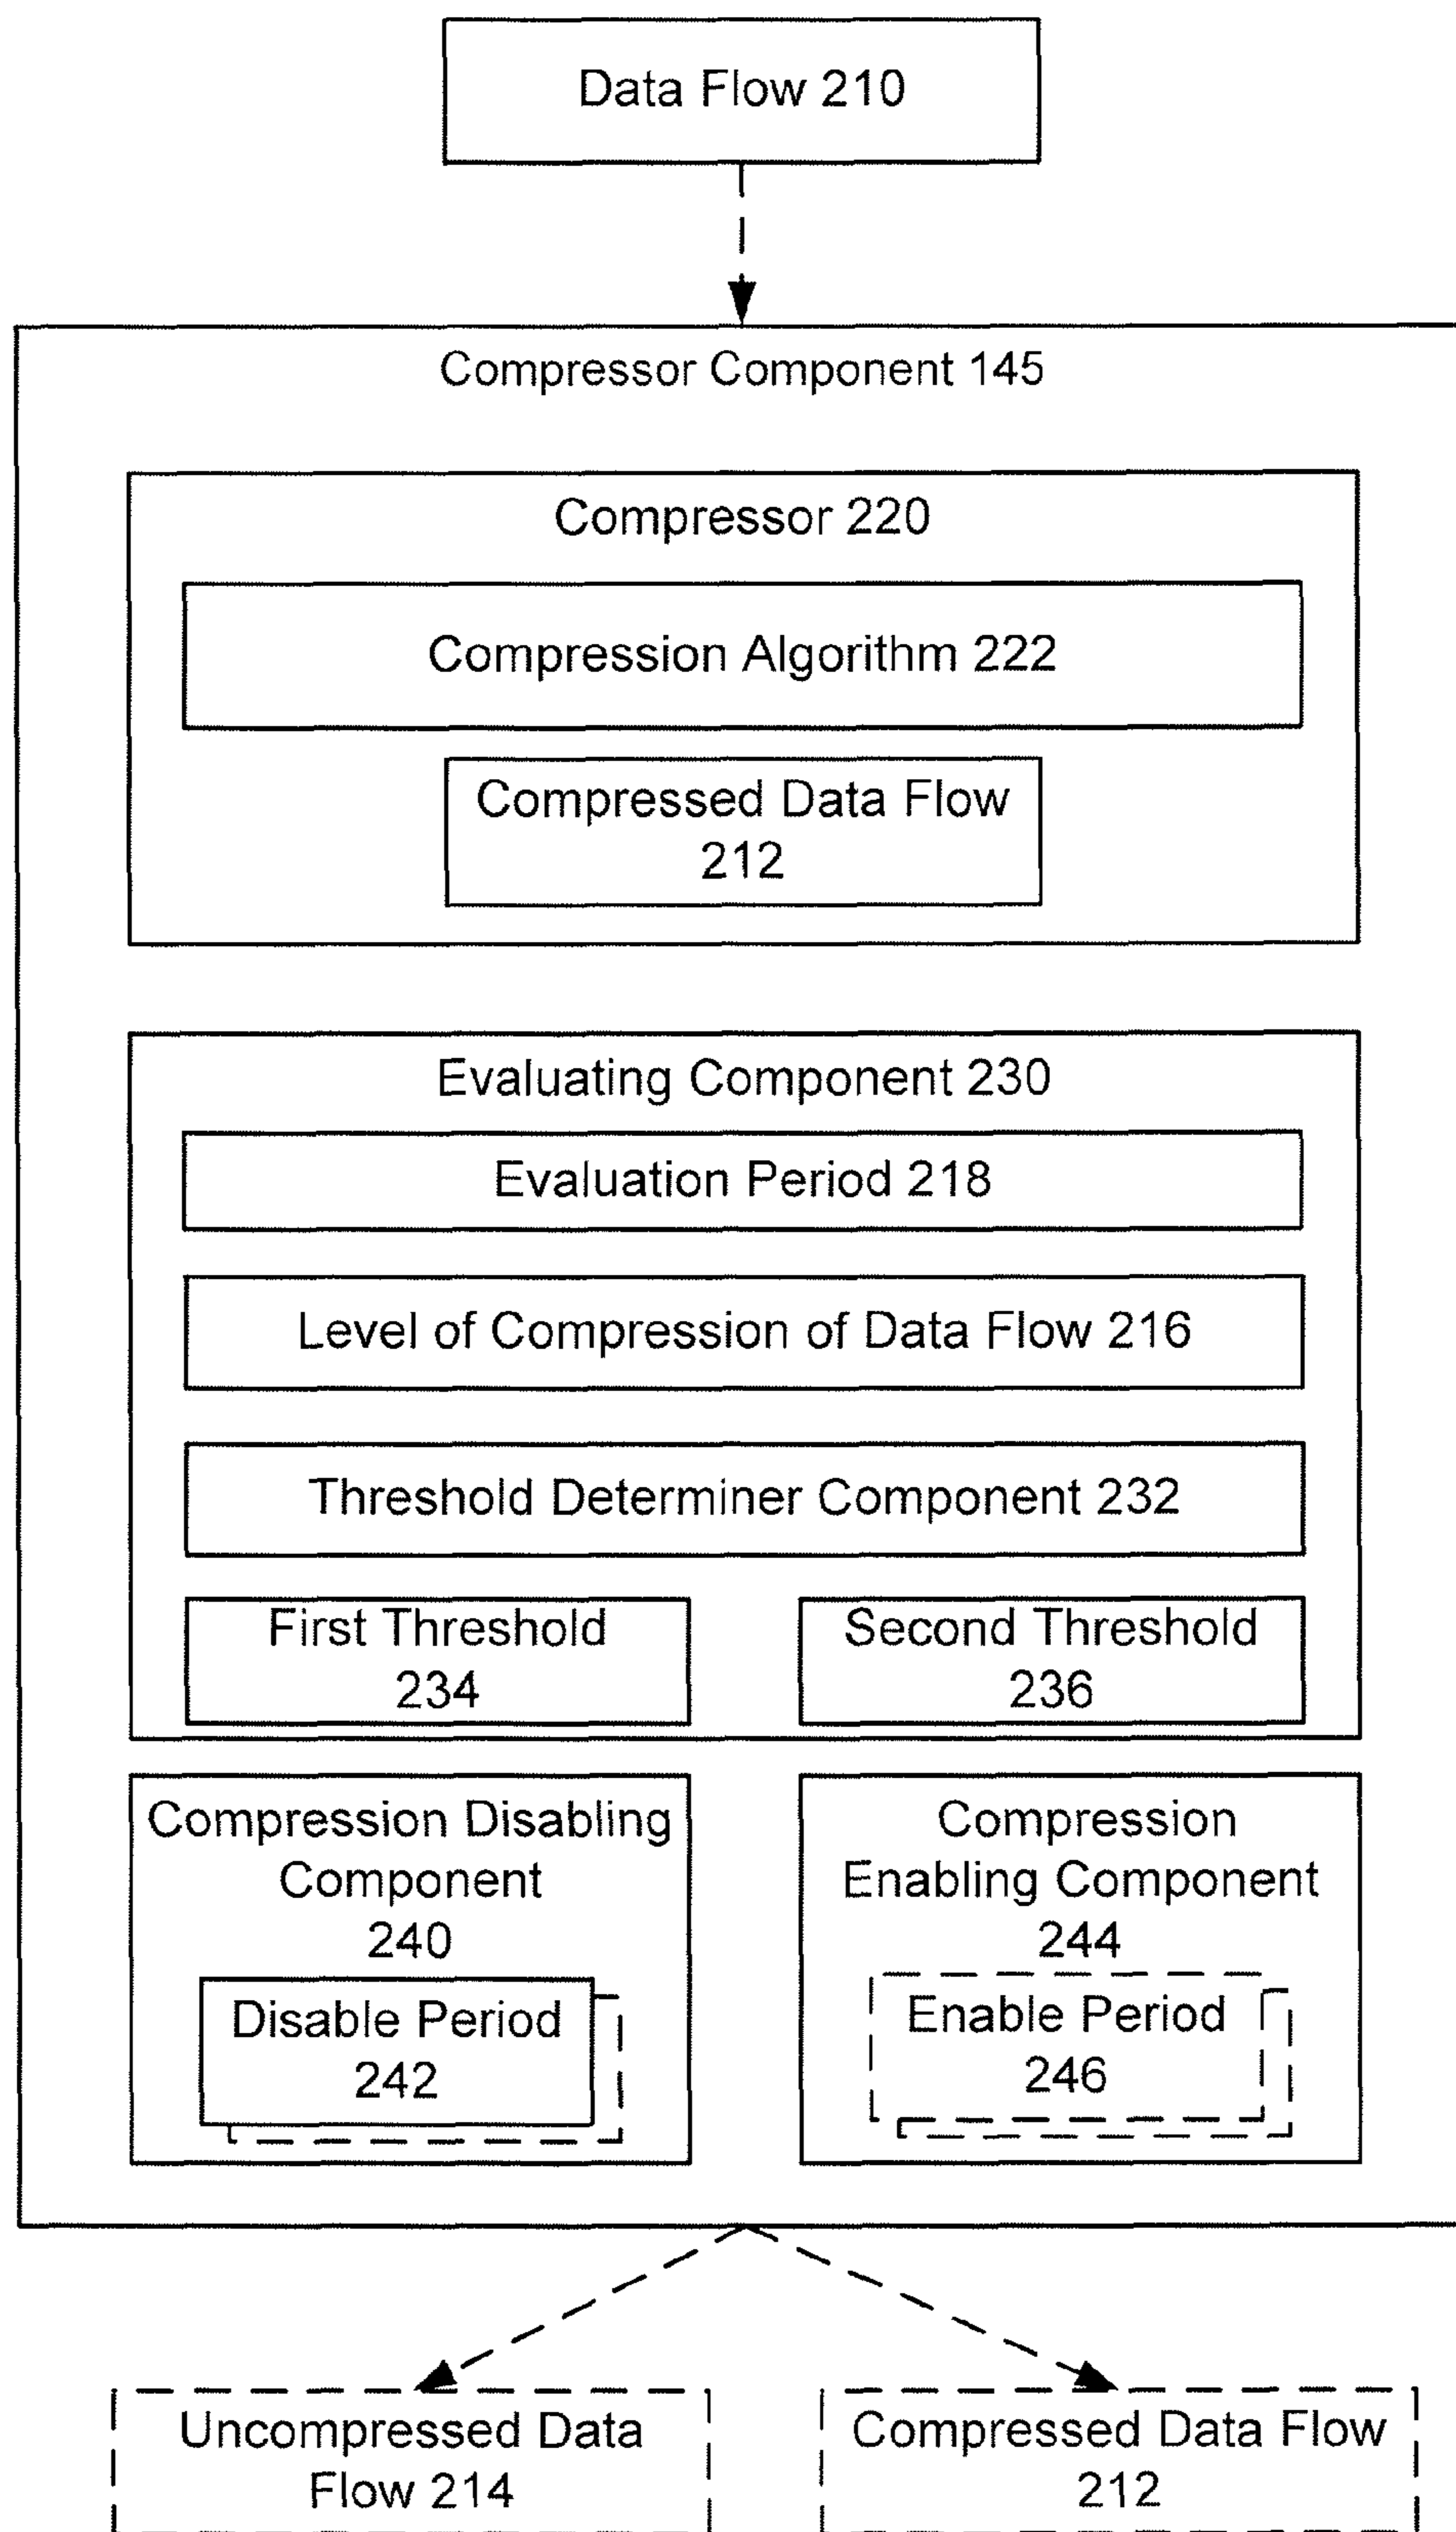 Data Flow 210
Compressor Component 145
Compressor 220
Compression Algorithm 222
Compressed Data Flow
212
Evaluating Component 230
Evaluation Period 218
Level of Compression of Data Flow 216
Threshold Determiner Component 232
First Threshold
234
Second Threshold
236
Compression Disabling
Component
240
Disable Period
242
Compression
Enabling Component
244
Enable Period
246
Uncompressed Data
Flow 214
Compressed Data Flow
212